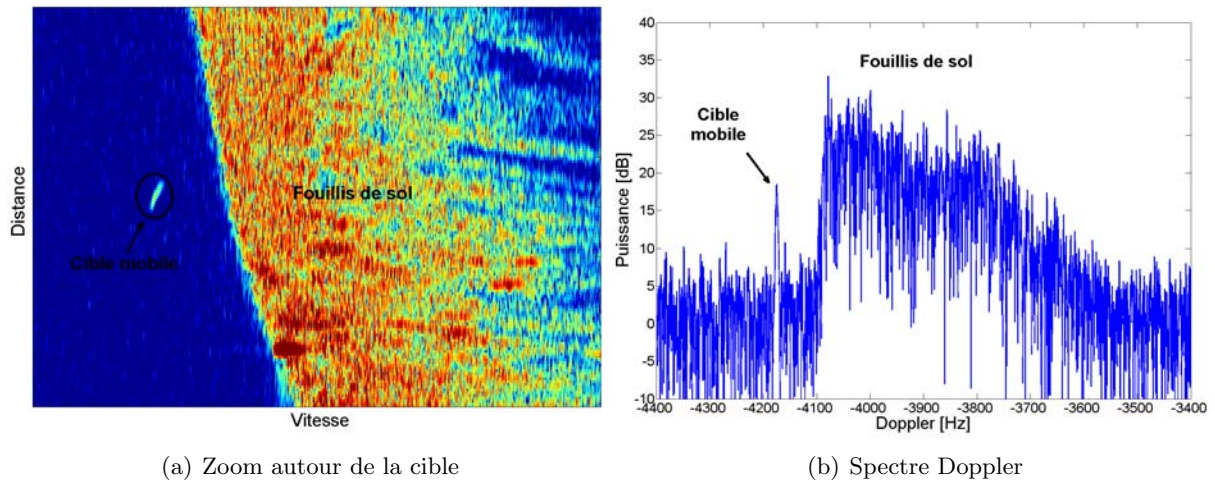 Distance
Fouillis de sol
Cible mobile
Vitesse
(a) Zoom autour de la cible
Puissance [dB]
40
35
30
25
20
15
10
5
0
-5
-10
Fouillis de sol
Cible
mobile
-4400 -4300 -4200 -4100 -4000 -3900 -3800 -3700 -3600 -3500 -3400
Doppler [Hz]
(b) Spectre Doppler